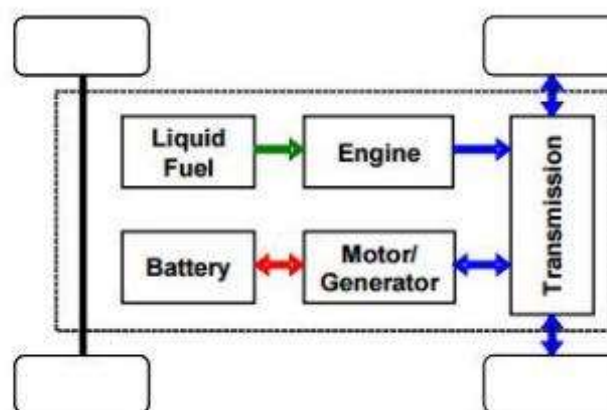 Liquid
Fuel
Engine
Battery
Motor/
Generator
Transmission